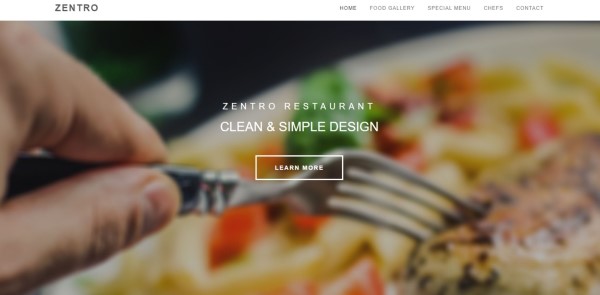 ZENTRO
HOME FOOD GALLERY SPECIAL MENU CHEFS CONTACT
ZENTRO RESTAURANT
CLEAN & SIMPLE DESIGN
LEARN MORE